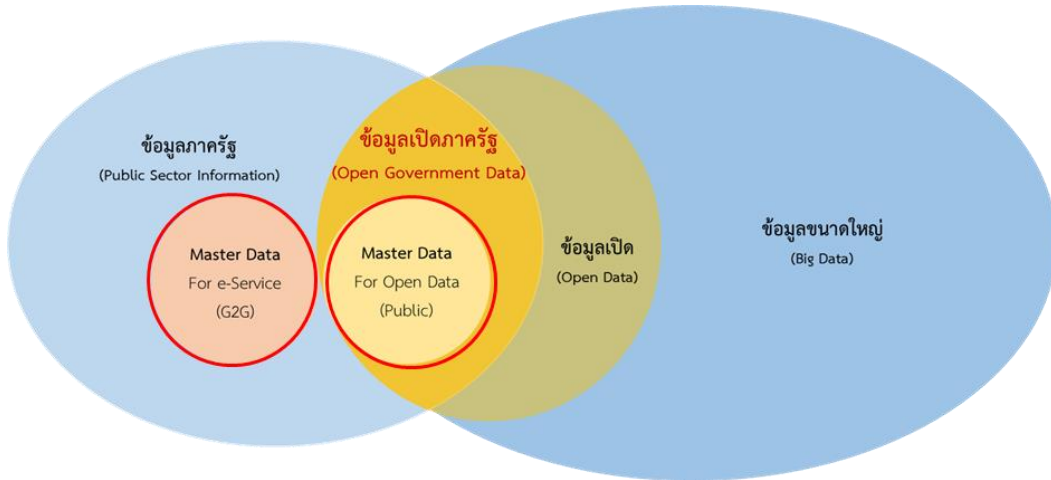 ข้อมูลภาครัฐ
(Public Sector Information)
ข้อมูลเปิดภาครัฐ
(Open Government Data)
Master Data
For e-Service
(G2G)
Master Data
For Open Data
(Public)
ข้อมูลเปิด
(Open Data)
ข้อมูลขนาดใหญ่
(Big Data)